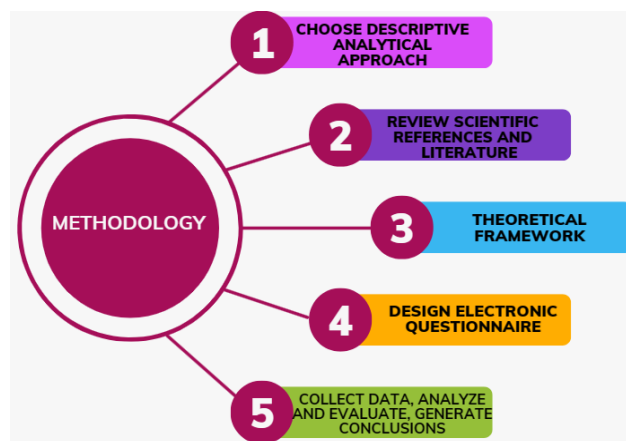 METHODOLOGY
1
CHOOSE DESCRIPTIVE
ANALYTICAL
APPROACH
2
REVIEW SCIENTIFIC
REFERENCES AND
LITERATURE
3
THEORETICAL
FRAMEWORK
4
DESIGN ELECTRONIC
QUESTIONNAIRE
5
COLLECT DATA, ANALYZE
AND EVALUATE, GENERATE
CONCLUSIONS